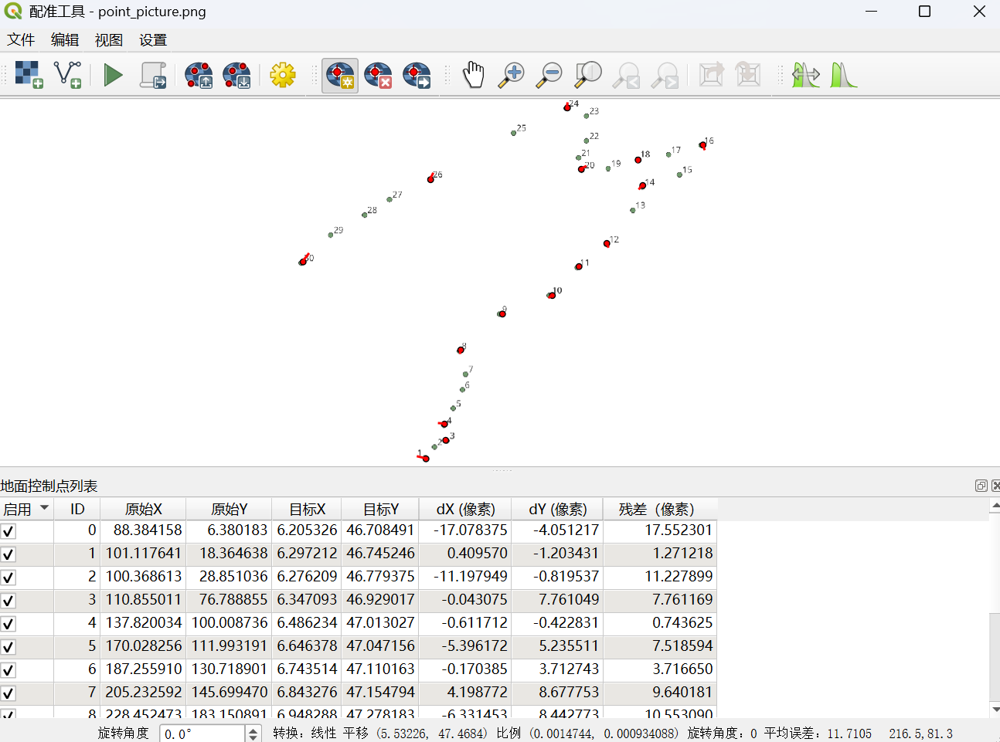 配准工具 - point_picture.png
文件 编辑 视图 设置
24
23
25
22
16
21
17
18
20
19
15
26
14
27
13
28
29
12
30
11
10
9
8
7
6
5
4
3
2
1
地面控制点列表
启用 ID 原始X 原始Y 目标X 目标Y dX (像素) dY (像素) 残差（像素）
0 88.384158 6.380183 6.205326 46.708491 -17.078375 -4.051217 17.552301
1 101.117641 18.364638 6.297212 46.745246 0.409570 -1.203431 1.271218
2 100.368613 28.851036 6.276209 46.779375 -11.197949 -0.819537 11.227899
3 110.855011 76.788855 6.347093 46.929017 -0.043075 7.761049 7.761169
4 137.820034 100.008736 6.486234 47.013027 -0.611712 -0.422831 0.743625
5 170.028256 111.993191 6.646378 47.047156 -5.396172 5.235511 7.518594
6 187.255910 130.718901 6.743514 47.110163 -0.170385 3.712743 3.716650
7 205.232592 145.699470 6.843276 47.154794 4.198772 8.677753 9.640181
8 228.452473 183.150891 6.948288 47.278183 -6.331453 8.442773 10.553090
旋转角度 0.0° 转换: 线性 平移 (5.53226, 47.4684) 比例 (0.0014744, 0.000934088) 旋转角度: 0 平均误差: 11.7105 216.5,81.3